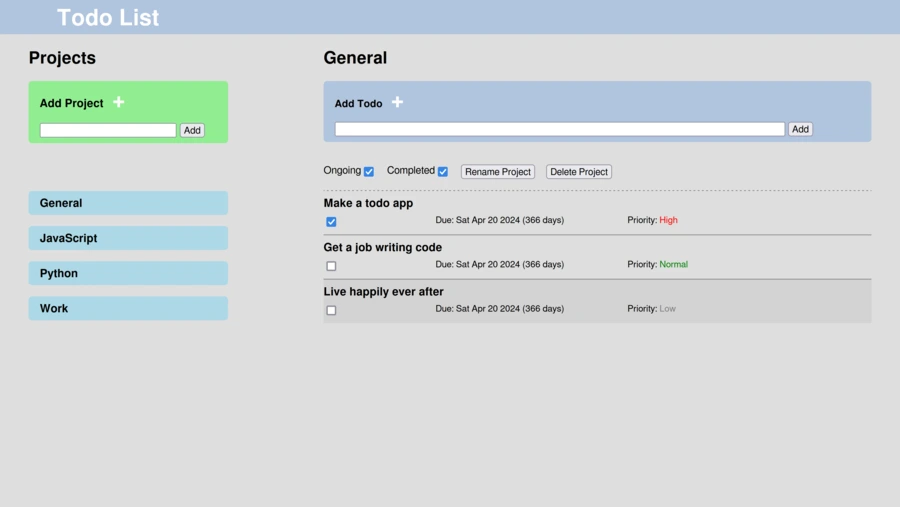 Todo List
Projects
Add Project
Add
General
JavaScript
Python
Work
General
Add Todo
Add
Ongoing Completed Rename Project Delete Project
Make a todo app
Due: Sat Apr 20 2024 (366 days) Priority: High
Get a job writing code
Due: Sat Apr 20 2024 (366 days) Priority: Normal
Live happily ever after
Due: Sat Apr 20 2024 (366 days) Priority: Low